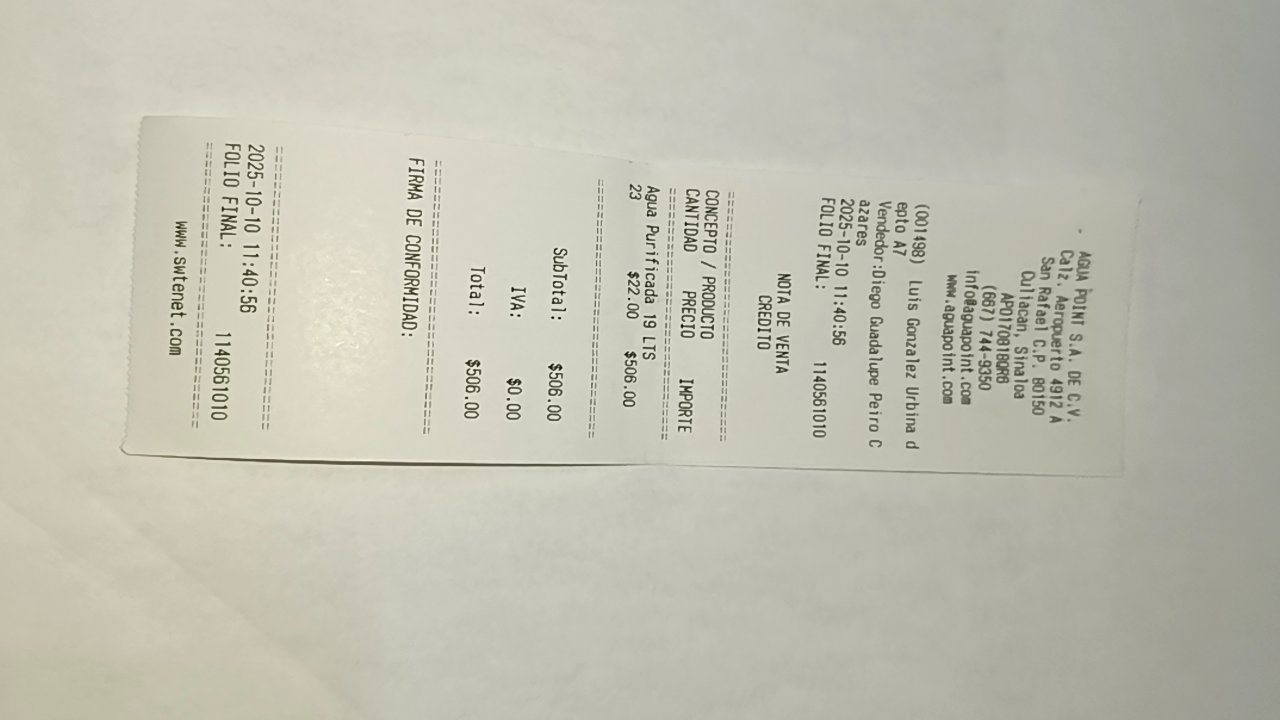 AGUA POINT S.A. DE C.V.
Calz. Aeropuerto 4912 A
San Rafael C.P. 80150
Culiacan, Sinaloa
APO170818QR6
(667) 744-9350
info@aguapoint.com
www.aguapoint.com
(001498) Luis Gonzalez Urbina d
epto A7
Vendedor:Diego Guadalupe Peiro C
azares
2025-10-10 11:40:56
FOLIO FINAL: 1140561010
NOTA DE VENTA
CREDITO
================================
CONCEPTO / PRODUCTO
CANTIDAD PRECIO IMPORTE
================================
Agua Purificada 19 LTS
23 $22.00 $506.00
================================
SubTotal: $506.00
IVA: $0.00
Total: $506.00
================================
FIRMA DE CONFORMIDAD:
================================
2025-10-10 11:40:56
FOLIO FINAL: 1140561010
================================
www.swtenet.com